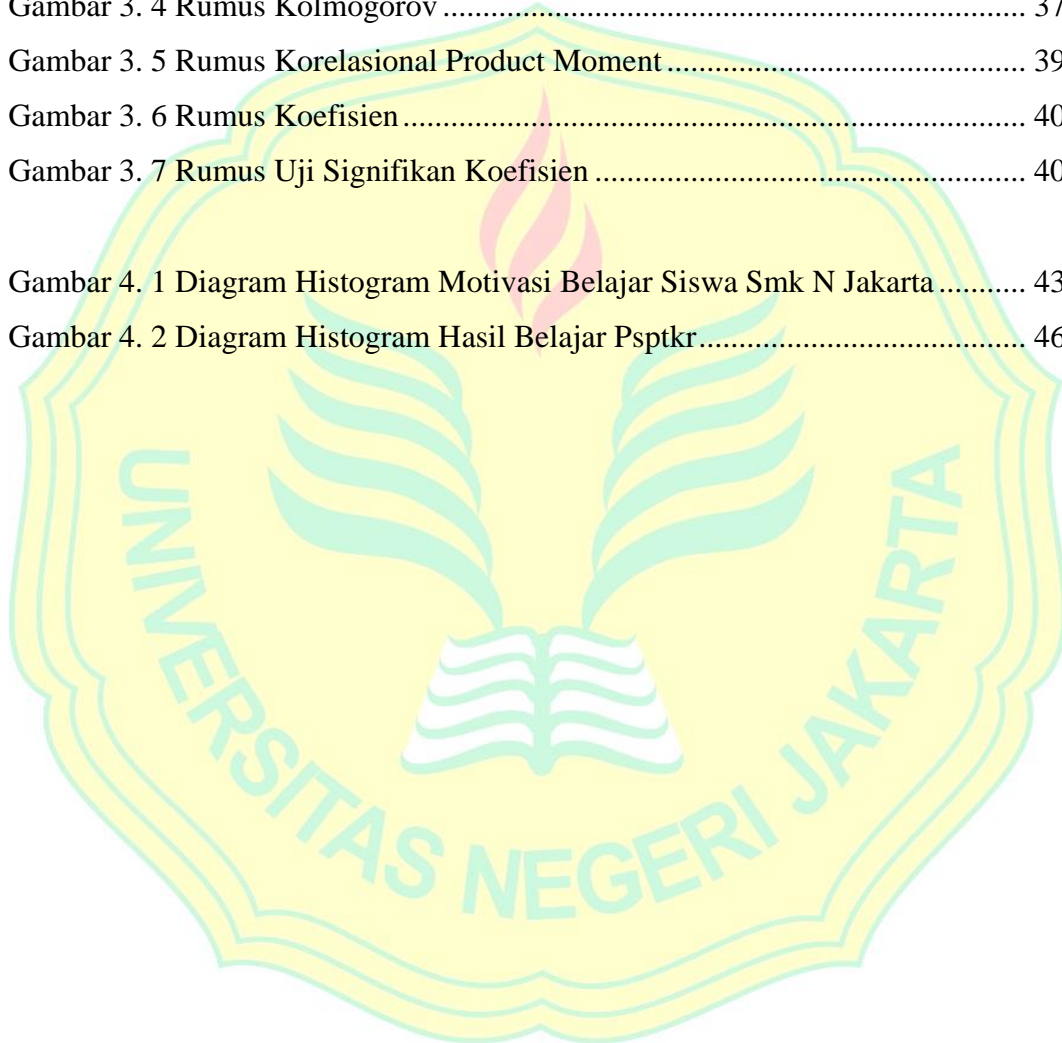 Gambar 3. 4 Rumus Kolmogorov ........................................................................... 37
Gambar 3. 5 Rumus Korelasional Product Moment ............................................. 39
Gambar 3. 6 Rumus Koefisien .............................................................................. 40
Gambar 3. 7 Rumus Uji Signifikan Koefisien ...................................................... 40
Gambar 4. 1 Diagram Histogram Motivasi Belajar Siswa Smk N Jakarta ........... 43
Gambar 4. 2 Diagram Histogram Hasil Belajar Psptkr ......................................... 46
UNIVERSITAS NEGERI JAKARTA